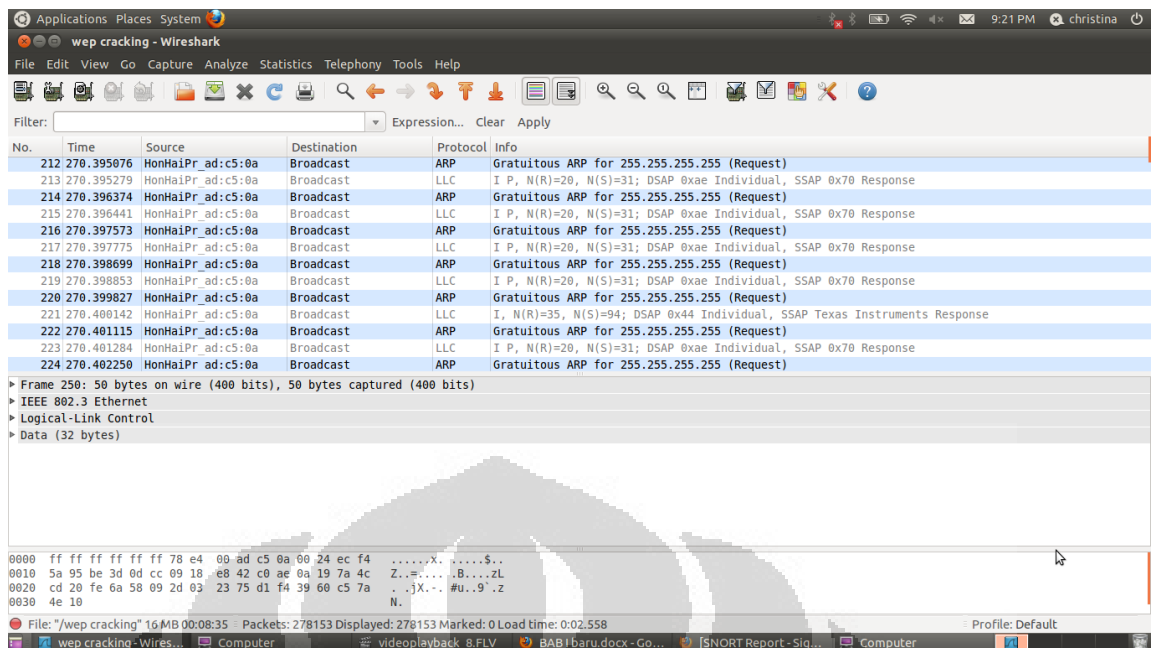 Applications Places System 9:21 PM christina
wep cracking - Wireshark
File Edit View Go Capture Analyze Statistics Telephony Tools Help
Filter: Expression... Clear Apply
No. Time Source Destination Protocol Info
212 270.395076 HonHaiPr_ad:c5:0a Broadcast ARP Gratuitous ARP for 255.255.255.255 (Request)
213 270.395279 HonHaiPr_ad:c5:0a Broadcast LLC I P, N(R)=20, N(S)=31; DSAP 0xae Individual, SSAP 0x70 Response
214 270.396374 HonHaiPr_ad:c5:0a Broadcast ARP Gratuitous ARP for 255.255.255.255 (Request)
215 270.396441 HonHaiPr_ad:c5:0a Broadcast LLC I P, N(R)=20, N(S)=31; DSAP 0xae Individual, SSAP 0x70 Response
216 270.397573 HonHaiPr_ad:c5:0a Broadcast ARP Gratuitous ARP for 255.255.255.255 (Request)
217 270.397775 HonHaiPr_ad:c5:0a Broadcast LLC I P, N(R)=20, N(S)=31; DSAP 0xae Individual, SSAP 0x70 Response
218 270.398699 HonHaiPr_ad:c5:0a Broadcast ARP Gratuitous ARP for 255.255.255.255 (Request)
219 270.398853 HonHaiPr_ad:c5:0a Broadcast LLC I P, N(R)=20, N(S)=31; DSAP 0xae Individual, SSAP 0x70 Response
220 270.399827 HonHaiPr_ad:c5:0a Broadcast ARP Gratuitous ARP for 255.255.255.255 (Request)
221 270.400142 HonHaiPr_ad:c5:0a Broadcast LLC I, N(R)=35, N(S)=94; DSAP 0x44 Individual, SSAP Texas Instruments Response
222 270.401115 HonHaiPr_ad:c5:0a Broadcast ARP Gratuitous ARP for 255.255.255.255 (Request)
223 270.401284 HonHaiPr_ad:c5:0a Broadcast LLC I P, N(R)=20, N(S)=31; DSAP 0xae Individual, SSAP 0x70 Response
224 270.402250 HonHaiPr_ad:c5:0a Broadcast ARP Gratuitous ARP for 255.255.255.255 (Request)
Frame 250: 50 bytes on wire (400 bits), 50 bytes captured (400 bits)
IEEE 802.3 Ethernet
Logical-Link Control
Data (32 bytes)
0000 ff ff ff ff ff ff 78 e4 00 ad c5 0a 00 24 ec f4 ......x. .....$..
0010 5a 95 be 3d 0d cc 09 18 e8 42 c0 ae 0a 19 7a 4c Z..=.... .B....zL
0020 cd 20 fe 6a 58 09 2d 03 23 75 d1 f4 39 60 c5 7a . .jX.-. #u..9`.z
0030 4e 10 N.
File: "/wep cracking" 16 MB 00:08:35 Packets: 278153 Displayed: 278153 Marked: 0 Load time: 0:02.558 Profile: Default
wep cracking - Wires... Computer videoplayback_8.FLV BAB I baru.docx - Go... [SNORT Report - Sig... Computer